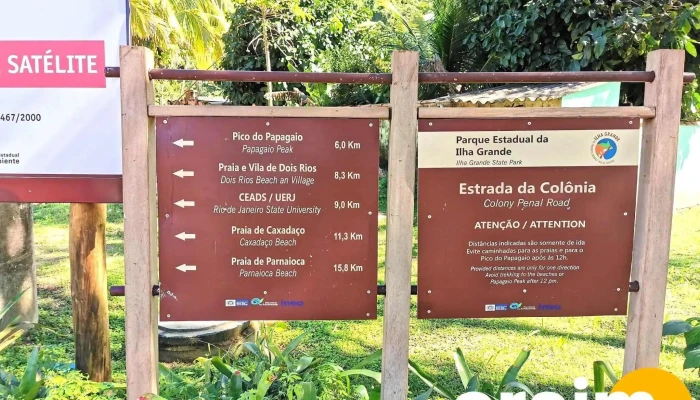 SATÉLITE
467/2000
Estadual
iente
Pico do Papagaio
Papagaio Peak
6,0 Km
Praia e Vila de Dois Rios
Dois Rios Beach an Village
8,3 Km
CEADS / UERJ
Rio de Janeiro State University
9,0 Km
Praia de Caxadaço
Caxadaço Beach
11,3 Km
Praia de Parnaioca
Parnaioca Beach
15,8 Km
inea
Parque Estadual da
Ilha Grande
Ilha Grande State Park
Estrada da Colônia
Colony Penal Road
ATENÇÃO / ATTENTION
Distâncias indicadas são somente de ida
Evite caminhadas para as praias e para o
Pico do Papagaio após às 12h.
Provided distances are only for one direction
Avoid trekking to the beaches or
Papagaio Peak after 12 pm.
inea